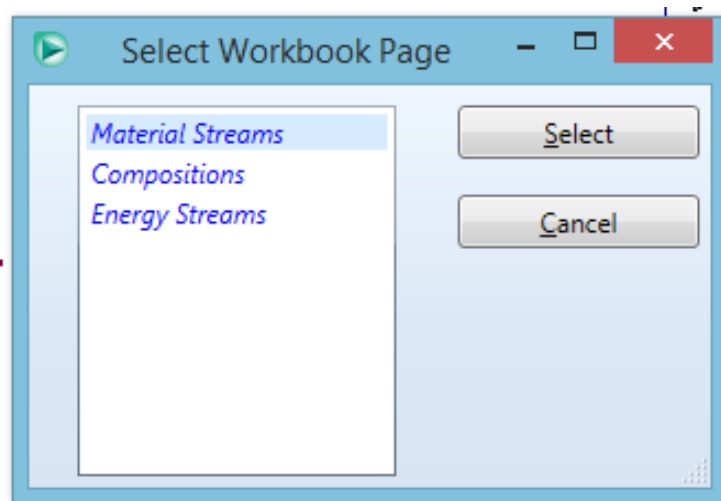 Select Workbook Page
Material Streams
Compositions
Energy Streams
Select
Cancel